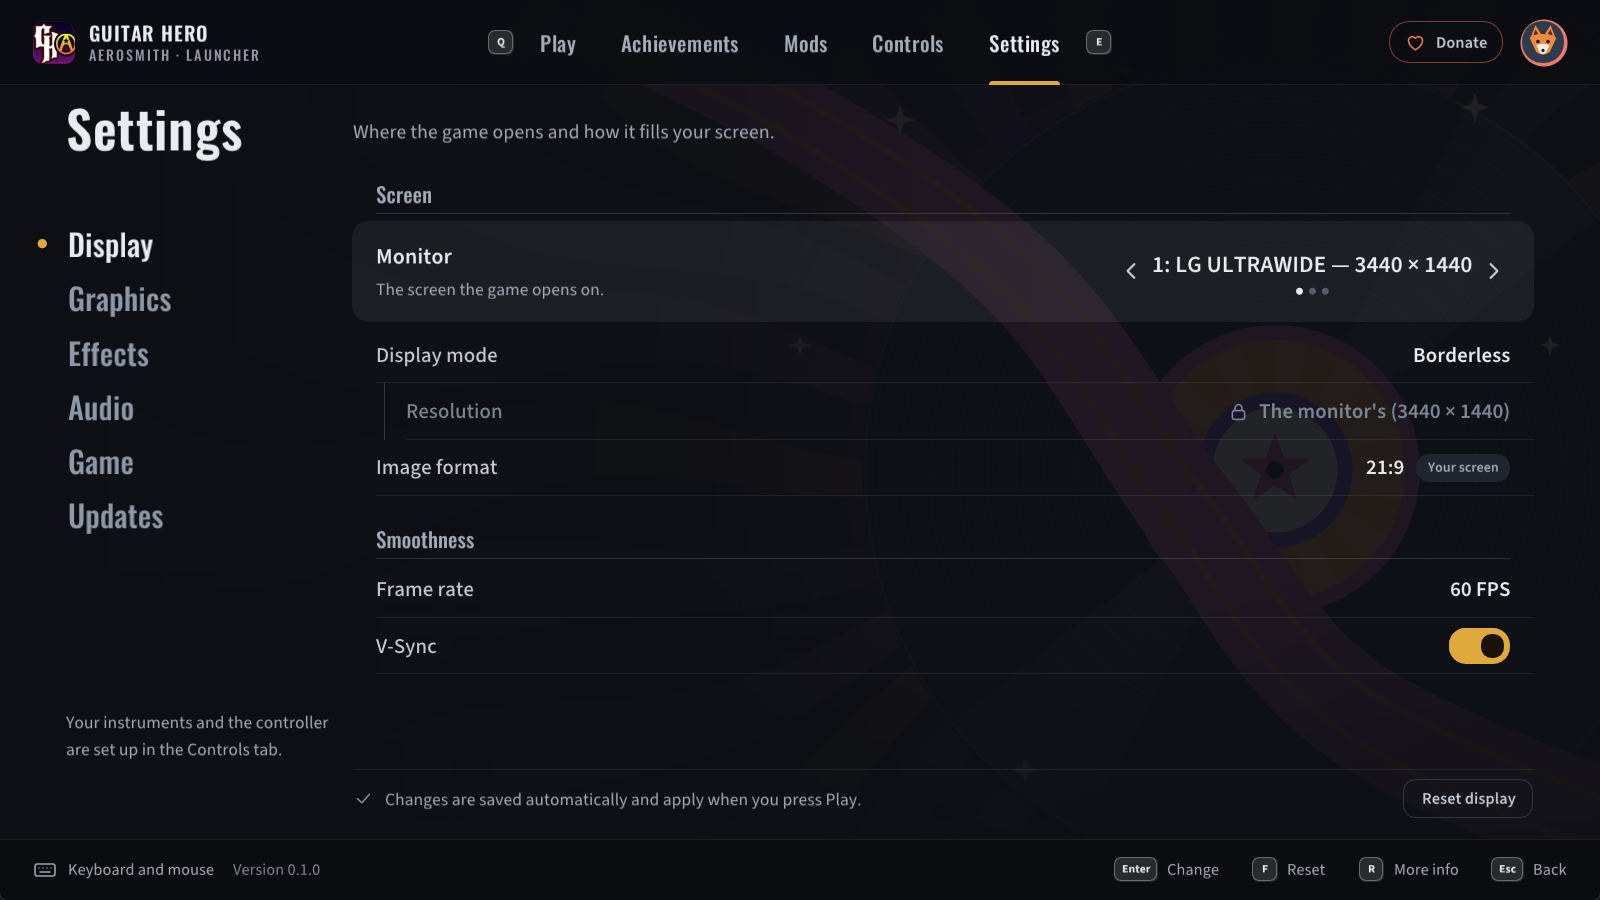 GUITAR HERO
AEROSMITH · LAUNCHER
Q
Play
Achievements
Mods
Controls
Settings
E
Donate
Settings
Where the game opens and how it fills your screen.
Display
Graphics
Effects
Audio
Game
Updates
Your instruments and the controller
are set up in the Controls tab.
Screen
Monitor
The screen the game opens on.
1: LG ULTRAWIDE — 3440 × 1440
Display mode
Borderless
Resolution
The monitor's (3440 × 1440)
Image format
21:9
Your screen
Smoothness
Frame rate
60 FPS
V-Sync
Changes are saved automatically and apply when you press Play.
Reset display
Keyboard and mouse
Version 0.1.0
Enter
Change
F
Reset
R
More info
Esc
Back